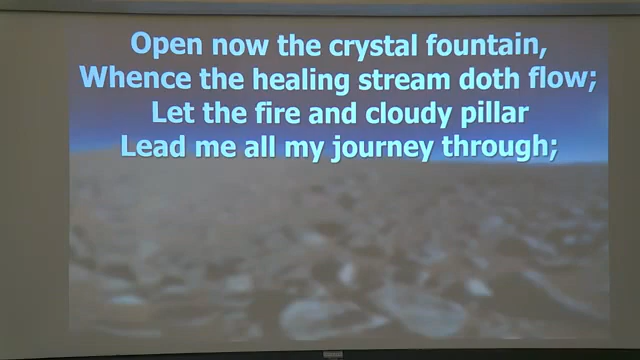 Open now the crystal fountain,
Whence the healing stream doth flow;
Let the fire and cloudy pillar
Lead me all my journey through;